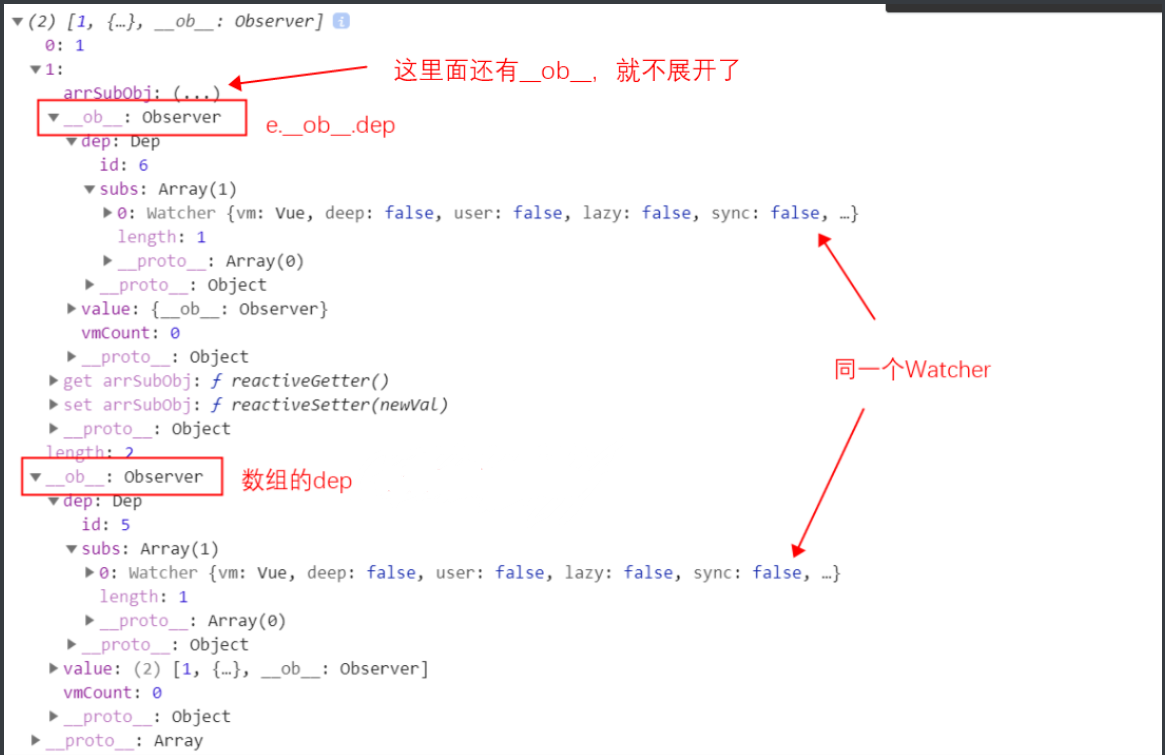 (2) [1, {…}, __ob__: Observer] i
0: 1
1:
这里面还有__ob__，就不展开了
arrSubObj: (...)
__ob__: Observer
e.__ob__.dep
dep: Dep
id: 6
subs: Array(1)
0: Watcher {vm: Vue, deep: false, user: false, lazy: false, sync: false, …}
length: 1
__proto__: Array(0)
__proto__: Object
value: {__ob__: Observer}
vmCount: 0
__proto__: Object
同一个Watcher
get arrSubObj: ƒ reactiveGetter()
set arrSubObj: ƒ reactiveSetter(newVal)
__proto__: Object
length: 2
__ob__: Observer
数组的dep
dep: Dep
id: 5
subs: Array(1)
0: Watcher {vm: Vue, deep: false, user: false, lazy: false, sync: false, …}
length: 1
__proto__: Array(0)
__proto__: Object
value: (2) [1, {…}, __ob__: Observer]
vmCount: 0
__proto__: Object
__proto__: Array